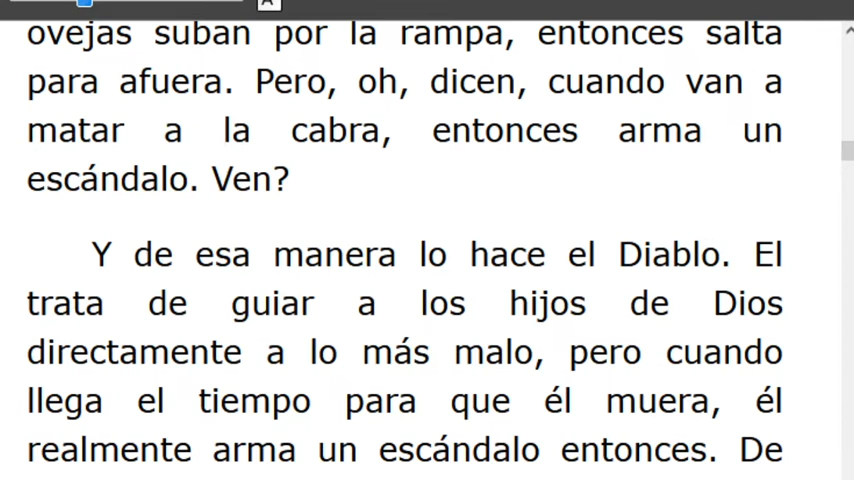 ovejas suban por la rampa, entonces salta
para afuera. Pero, oh, dicen, cuando van a
matar a la cabra, entonces arma un
escándalo. Ven?
Y de esa manera lo hace el Diablo. El
trata de guiar a los hijos de Dios
directamente a lo más malo, pero cuando
llega el tiempo para que él muera, él
realmente arma un escándalo entonces. De